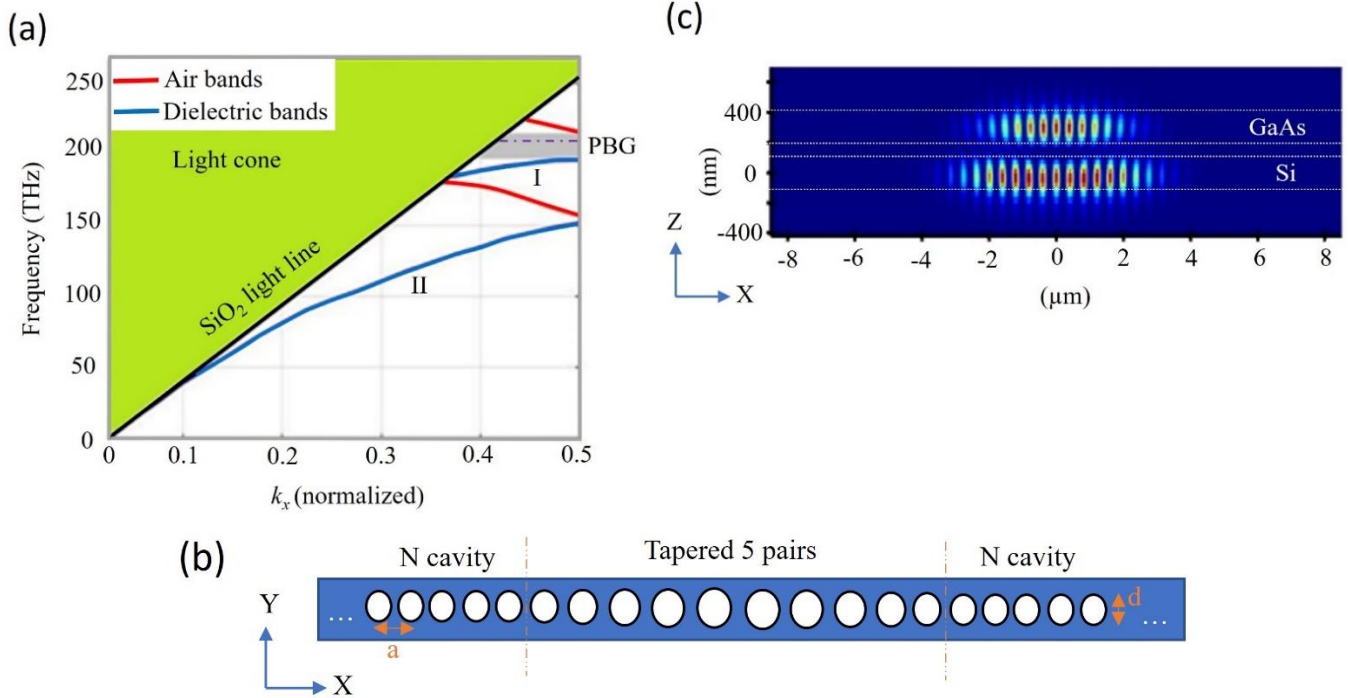 (a)
250
200
150
100
50
0
Frequency (THz)
Air bands
Dielectric bands
Light cone
SiO₂ light line
PBG
I
II
0 0.1 0.2 0.3 0.4 0.5
kₓ (normalized)
(c)
400
0
-400
(nm)
GaAs
Si
-8 -6 -4 -2 0 2 4 6 8
(µm)
Z
X
(b)
N cavity
Tapered 5 pairs
N cavity
Y
X
...
a
d
...